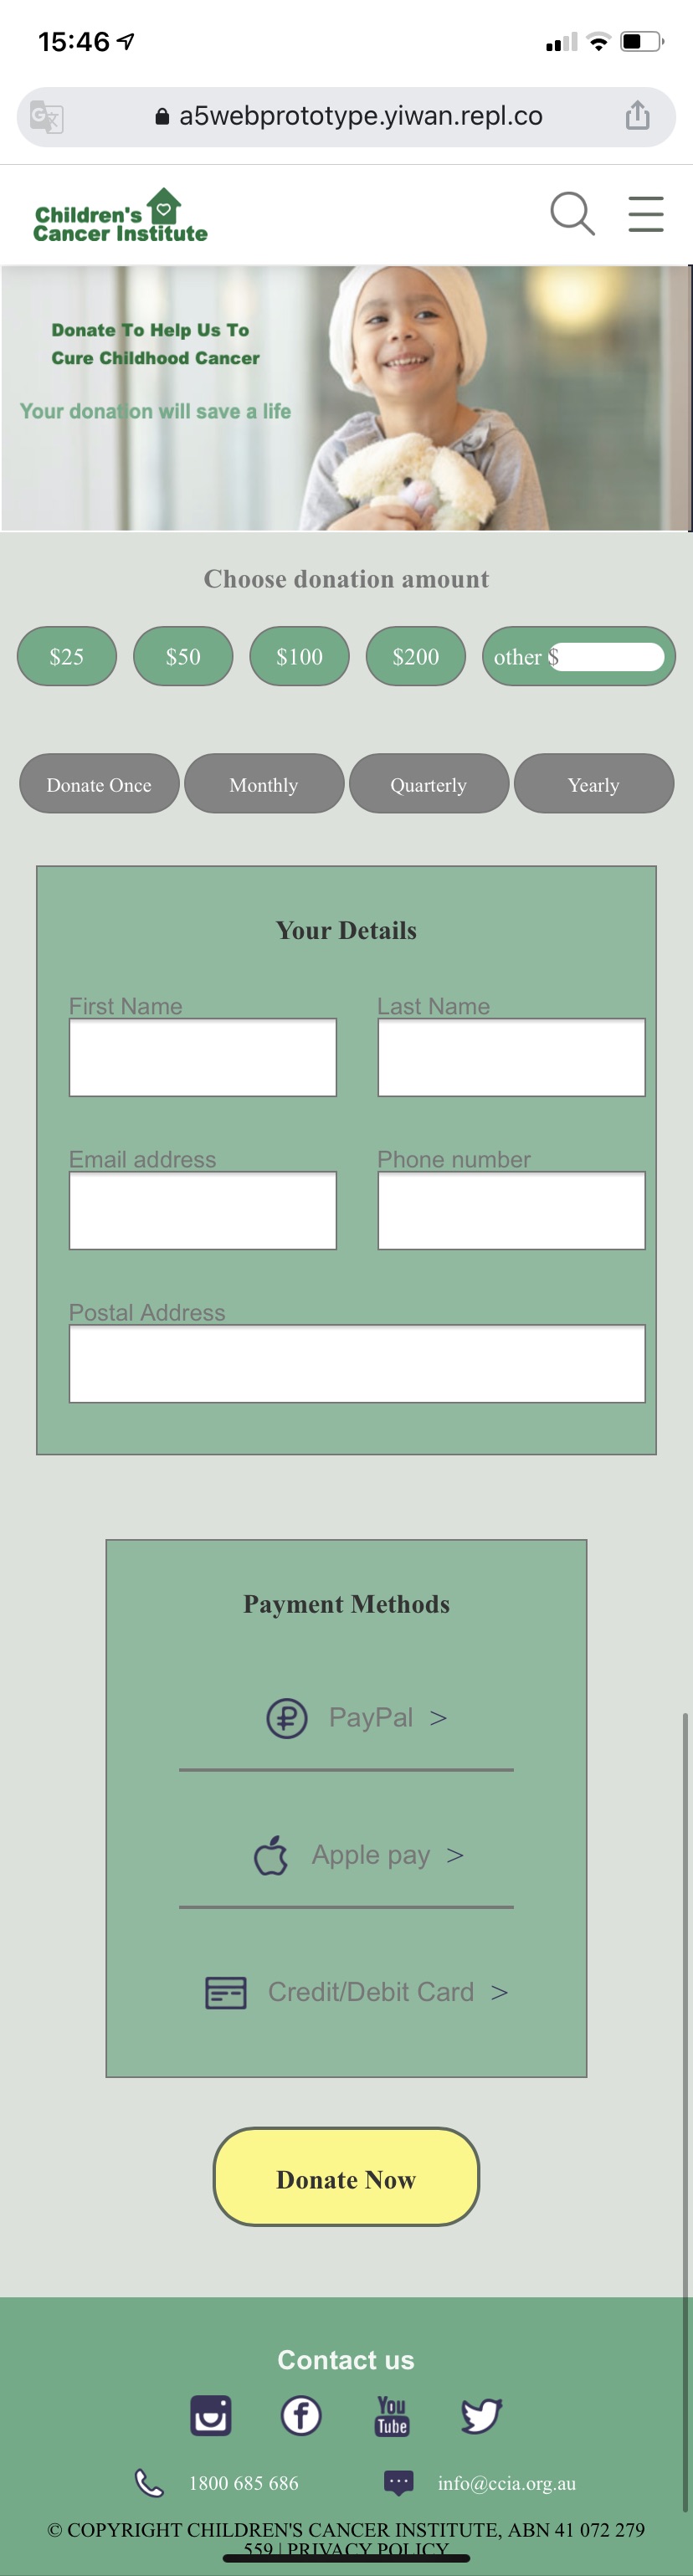 15:46
a5webprototype.yiwan.repl.co
Children's
Cancer Institute
Donate To Help Us To
Cure Childhood Cancer
Your donation will save a life
Choose donation amount
$25 $50 $100 $200 other $
Donate Once Monthly Quarterly Yearly
Your Details
First Name Last Name
Email address Phone number
Postal Address
Payment Methods
PayPal >
Apple pay >
Credit/Debit Card >
Donate Now
Contact us
You
Tube
1800 685 686 info@ccia.org.au
© COPYRIGHT CHILDREN'S CANCER INSTITUTE, ABN 41 072 279
559 | PRIVACY POLICY